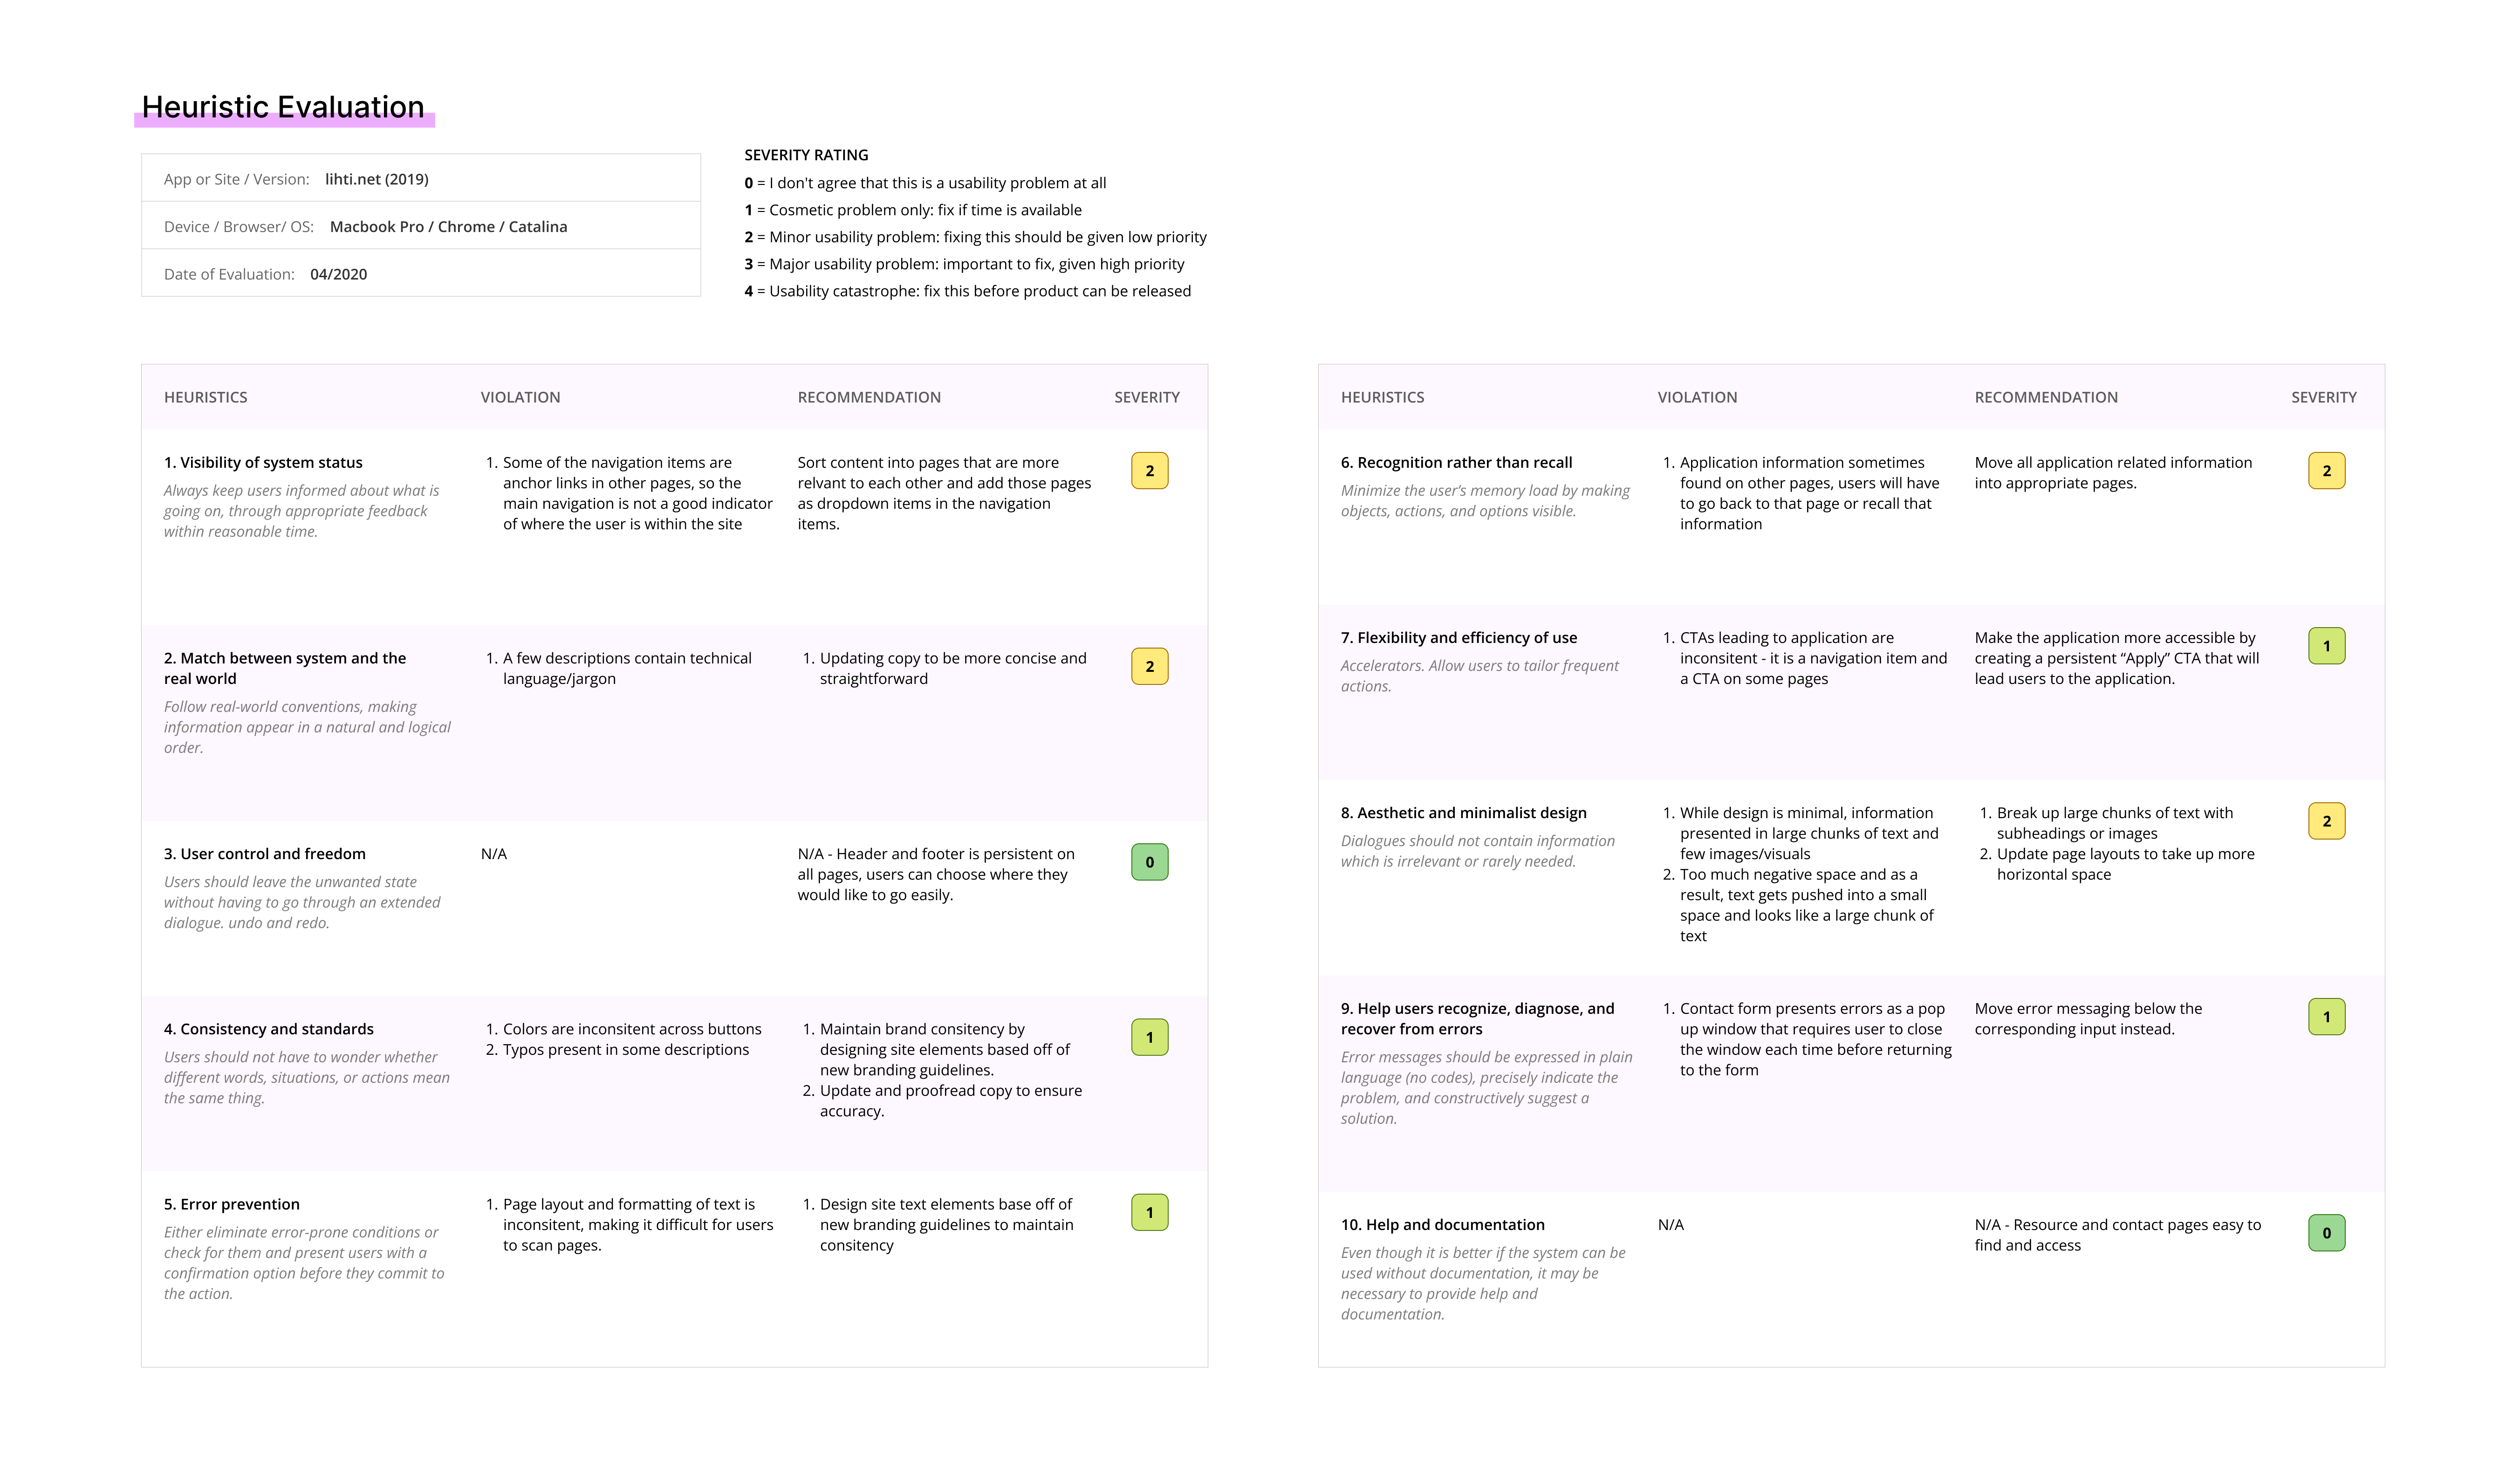 Heuristic Evaluation
App or Site / Version: lihti.net (2019)
Device / Browser/ OS: Macbook Pro / Chrome / Catalina
Date of Evaluation: 04/2020
SEVERITY RATING
0 = I don't agree that this is a usability problem at all
1 = Cosmetic problem only: fix if time is available
2 = Minor usability problem: fixing this should be given low priority
3 = Major usability problem: important to fix, given high priority
4 = Usability catastrophe: fix this before product can be released
HEURISTICS
VIOLATION
RECOMMENDATION
SEVERITY
1. Visibility of system status
Always keep users informed about what is
going on, through appropriate feedback
within reasonable time.
1. Some of the navigation items are
anchor links in other pages, so the
main navigation is not a good indicator
of where the user is within the site
Sort content into pages that are more
relvant to each other and add those pages
as dropdown items in the navigation
items.
2
2. Match between system and the
real world
Follow real-world conventions, making
information appear in a natural and logical
order.
1. A few descriptions contain technical
language/jargon
1. Updating copy to be more concise and
straightforward
2
3. User control and freedom
Users should leave the unwanted state
without having to go through an extended
dialogue. undo and redo.
N/A
N/A - Header and footer is persistent on
all pages, users can choose where they
would like to go easily.
0
4. Consistency and standards
Users should not have to wonder whether
different words, situations, or actions mean
the same thing.
1. Colors are inconsitent across buttons
2. Typos present in some descriptions
1. Maintain brand consitency by
designing site elements based off of
new branding guidelines.
2. Update and proofread copy to ensure
accuracy.
1
5. Error prevention
Either eliminate error-prone conditions or
check for them and present users with a
confirmation option before they commit to
the action.
1. Page layout and formatting of text is
inconsitent, making it difficult for users
to scan pages.
1. Design site text elements base off of
new branding guidelines to maintain
consitency
1
HEURISTICS
VIOLATION
RECOMMENDATION
SEVERITY
6. Recognition rather than recall
Minimize the user’s memory load by making
objects, actions, and options visible.
1. Application information sometimes
found on other pages, users will have
to go back to that page or recall that
information
Move all application related information
into appropriate pages.
2
7. Flexibility and efficiency of use
Accelerators. Allow users to tailor frequent
actions.
1. CTAs leading to application are
inconsitent - it is a navigation item and
a CTA on some pages
Make the application more accessible by
creating a persistent “Apply” CTA that will
lead users to the application.
1
8. Aesthetic and minimalist design
Dialogues should not contain information
which is irrelevant or rarely needed.
1. While design is minimal, information
presented in large chunks of text and
few images/visuals
2. Too much negative space and as a
result, text gets pushed into a small
space and looks like a large chunk of
text
1. Break up large chunks of text with
subheadings or images
2. Update page layouts to take up more
horizontal space
2
9. Help users recognize, diagnose, and
recover from errors
Error messages should be expressed in plain
language (no codes), precisely indicate the
problem, and constructively suggest a
solution.
1. Contact form presents errors as a pop
up window that requires user to close
the window each time before returning
to the form
Move error messaging below the
corresponding input instead.
1
10. Help and documentation
Even though it is better if the system can be
used without documentation, it may be
necessary to provide help and
documentation.
N/A
N/A - Resource and contact pages easy to
find and access
0